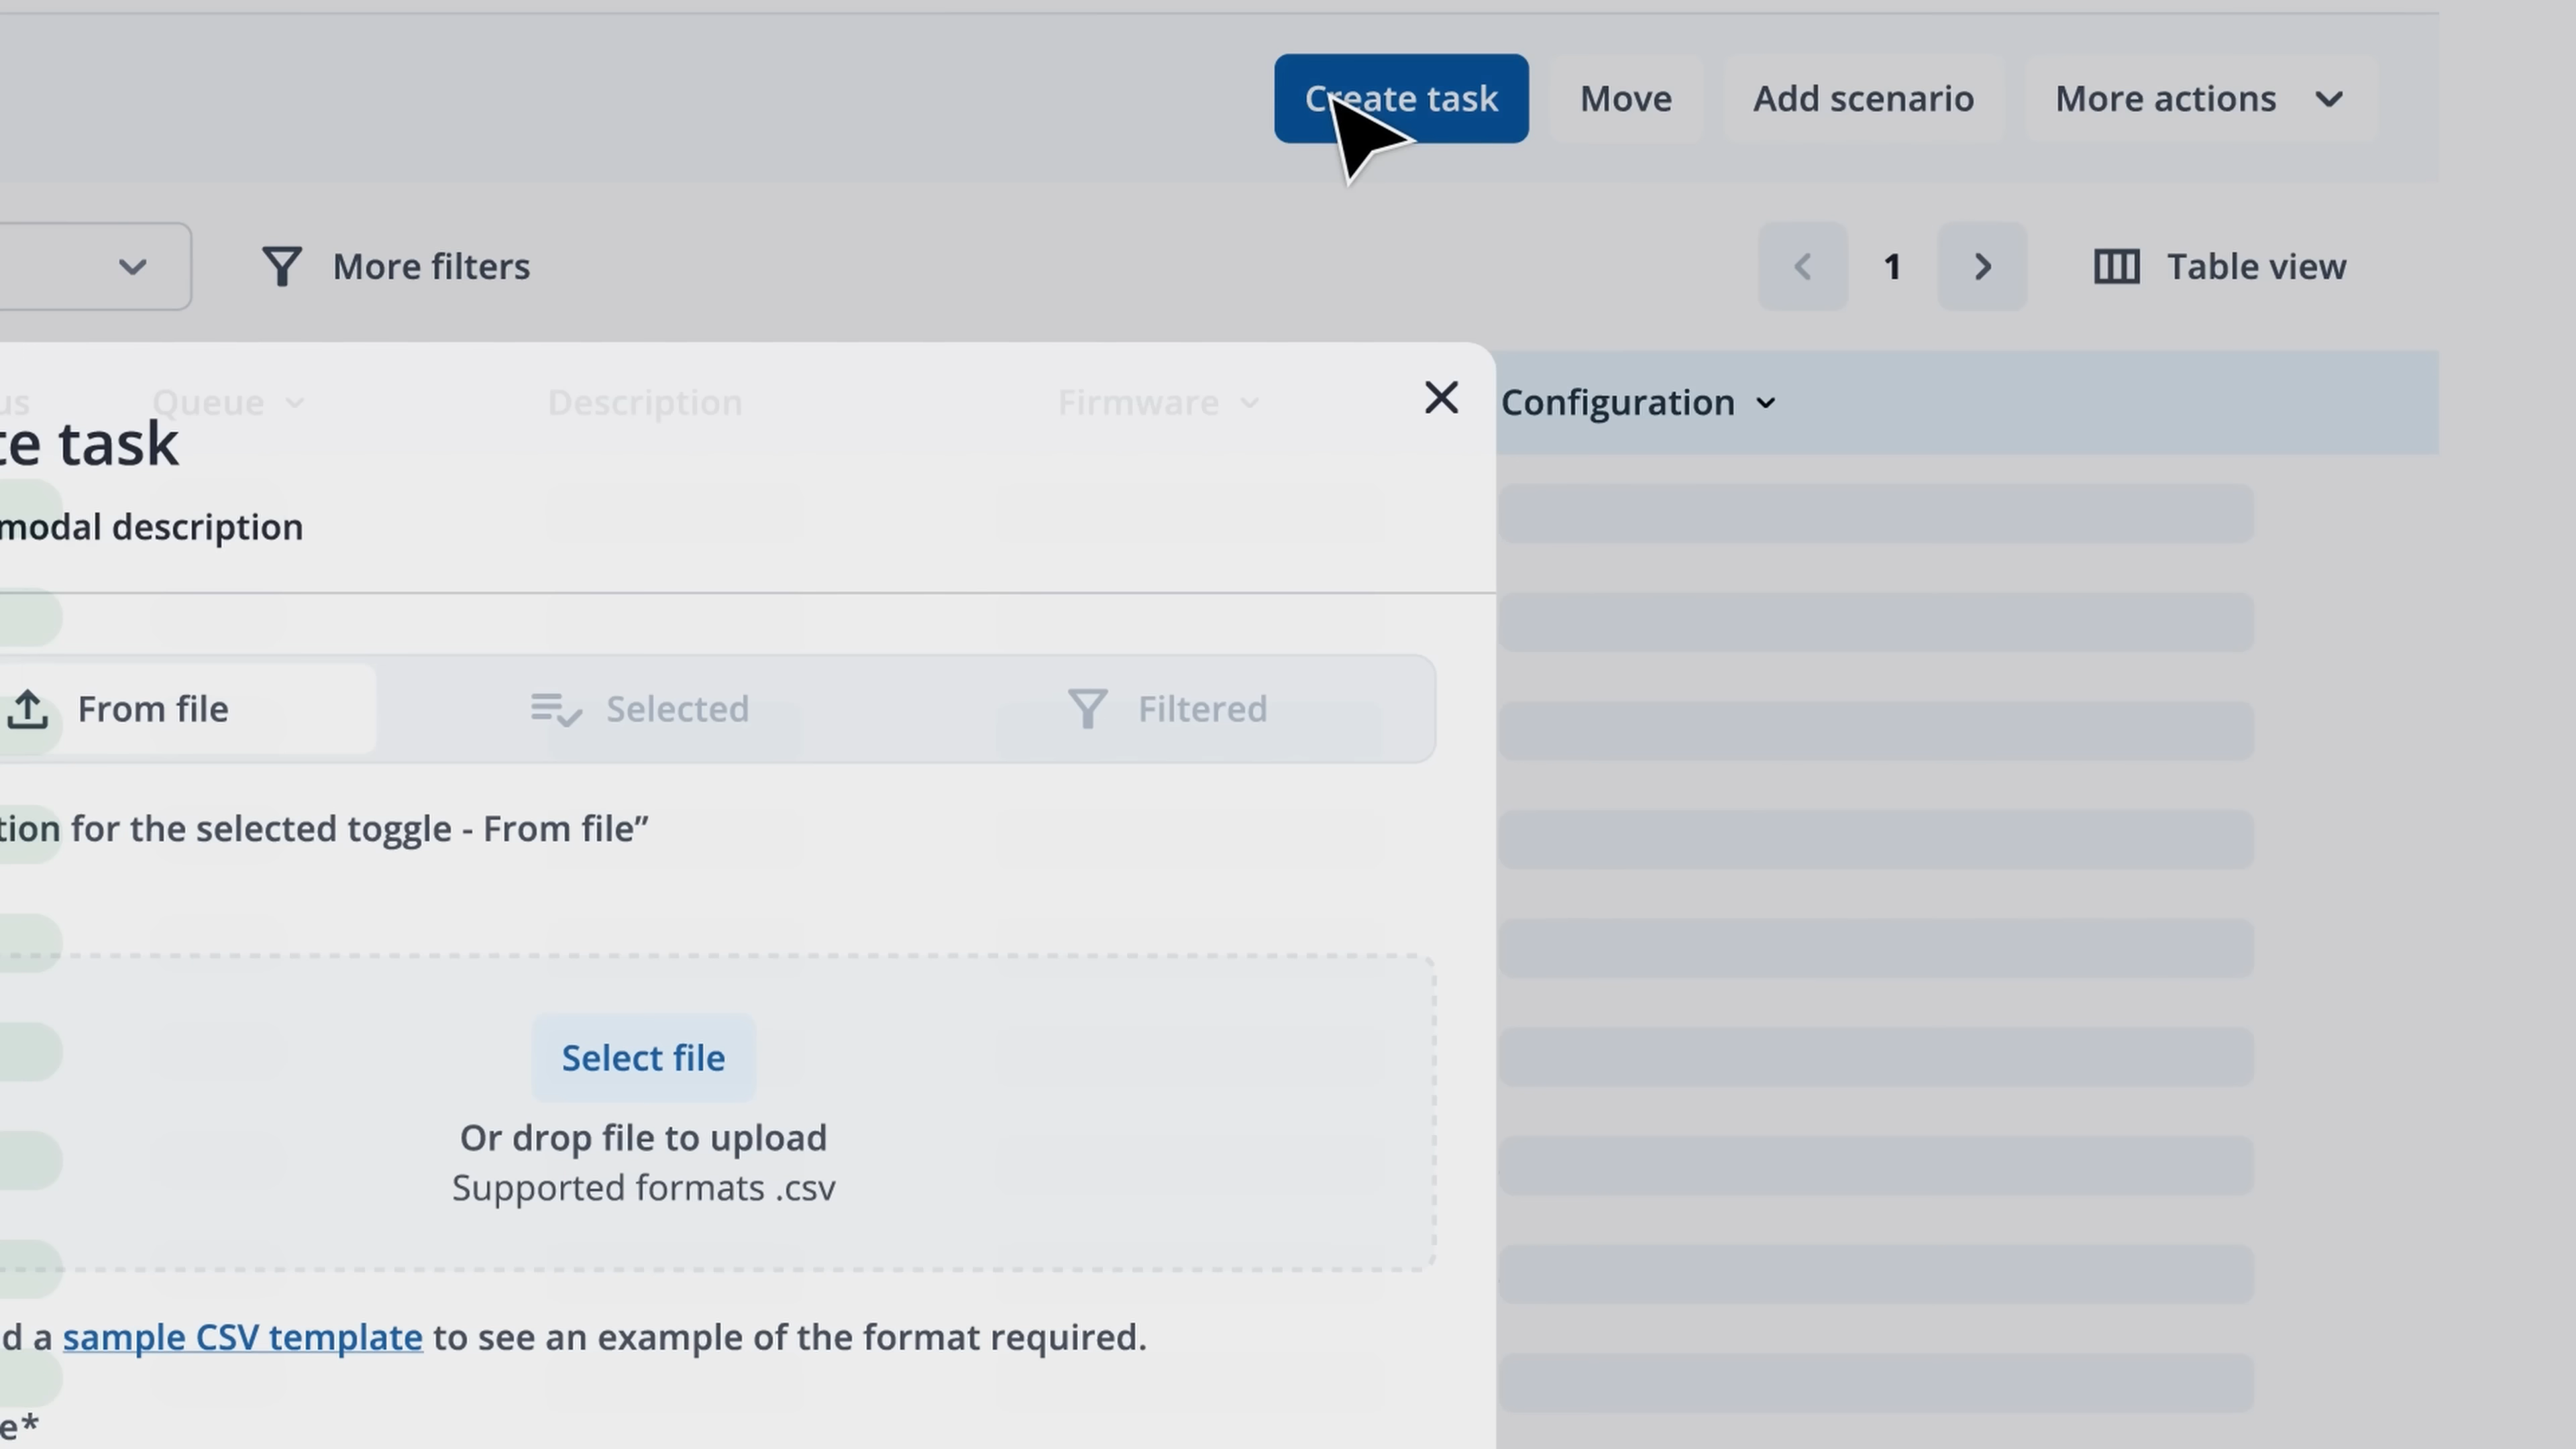 Create task
Move
Add scenario
More actions
More filters
1
Table view
us
Queue
Description
Firmware
Configuration
te task
modal description
From file
Selected
Filtered
tion for the selected toggle - From file”
Select file
Or drop file to upload
Supported formats .csv
d a sample CSV template to see an example of the format required.
e*